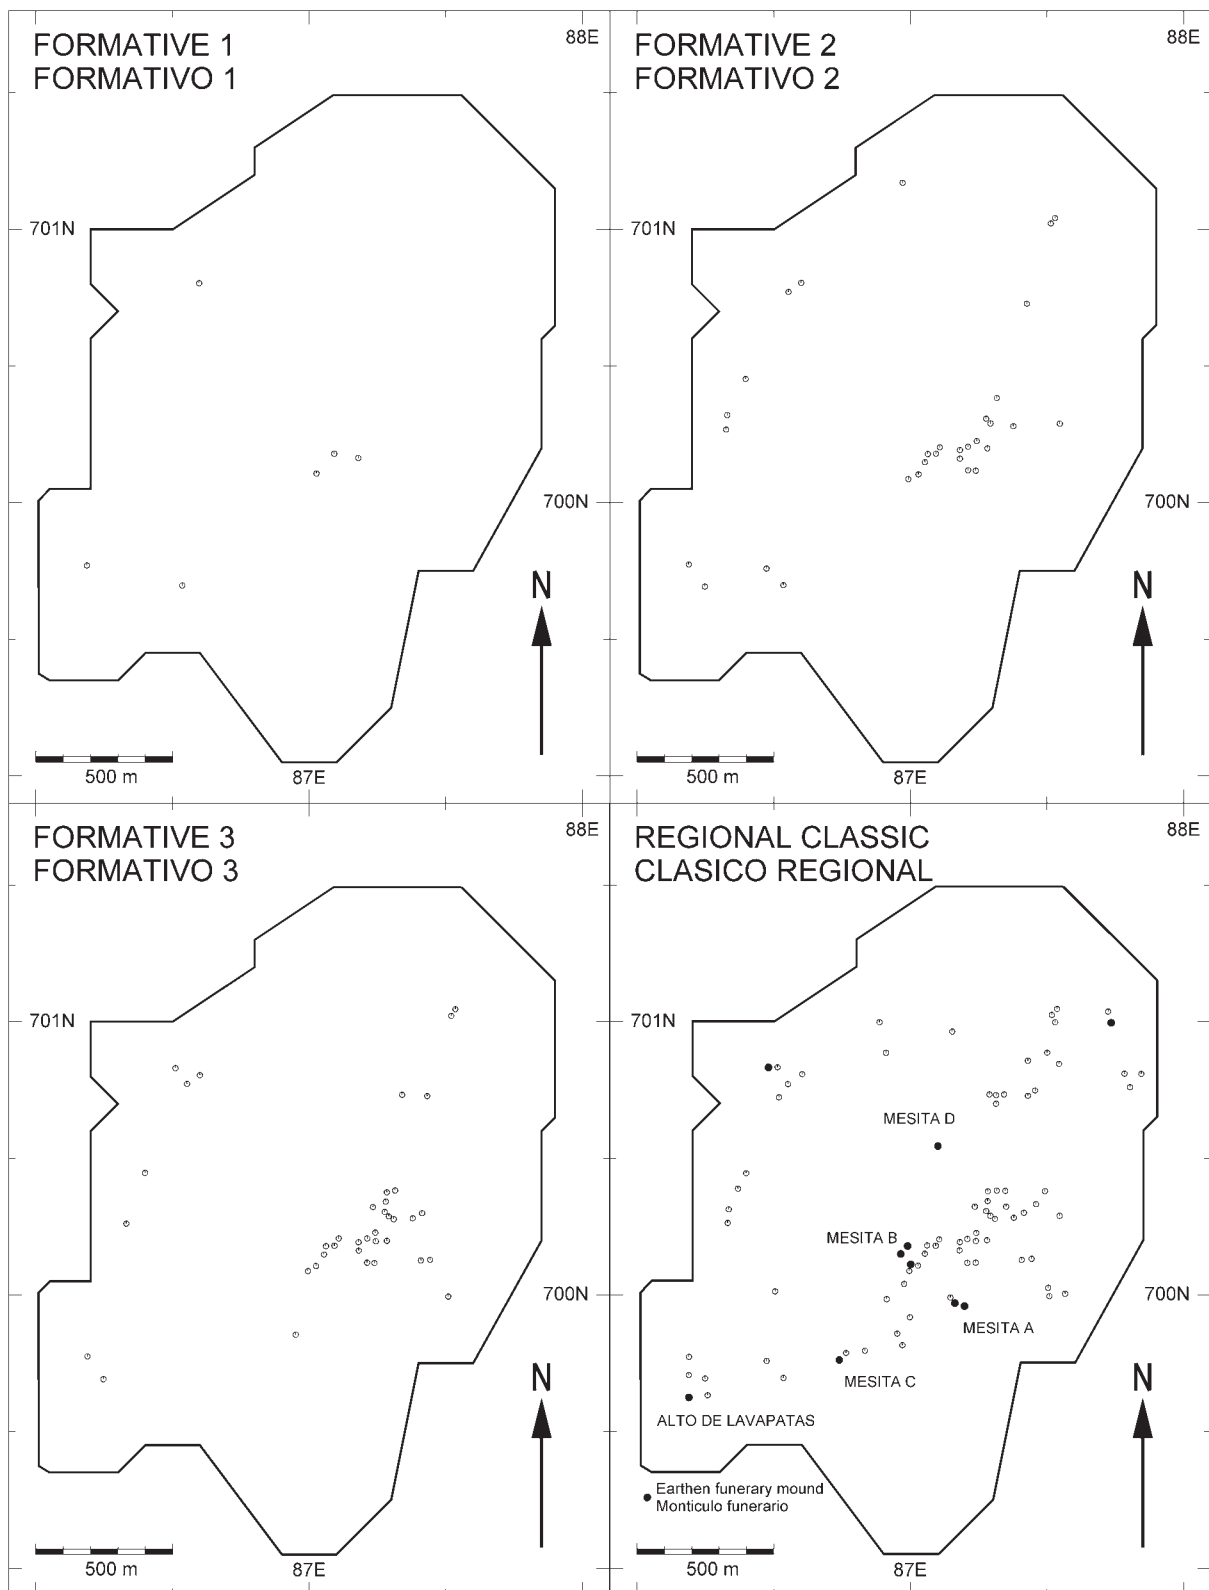 FORMATIVE 1
FORMATIVO 1
88E
701N
700N
N
500 m
87E
FORMATIVE 2
FORMATIVO 2
88E
701N
700N
N
500 m
87E
FORMATIVE 3
FORMATIVO 3
88E
701N
700N
N
500 m
87E
REGIONAL CLASSIC
CLASICO REGIONAL
88E
701N
MESITA D
MESITA B
700N
MESITA A
MESITA C
ALTO DE LAVAPATAS
N
Earthen funerary mound
Monticulo funerario
500 m
87E